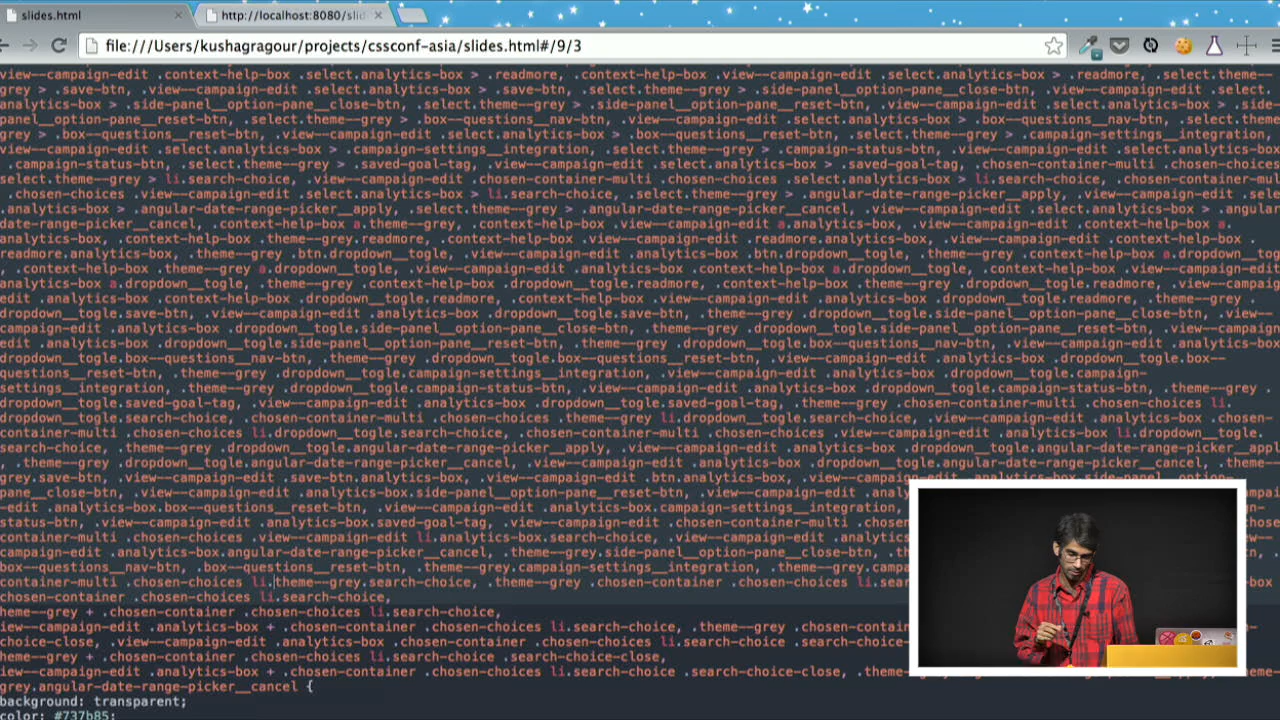 slides.html
http://localhost:8080/slid
file:///Users/kushagragour/projects/cssconf-asia/slides.html#/9/3
view--campaign-edit .context-help-box .select.analytics-box > .readmore, .context-help-box .select.theme--grey > .readmore, .view--campaign-edit .select.analytics-box > .readmore, .select.theme--
grey > .save-btn, .view--campaign-edit .select.analytics-box > .save-btn, .select.theme--grey > .side-panel__option-pane__close-btn, .view--campaign-edit .select.
analytics-box > .side-panel__option-pane__close-btn, .select.theme--grey > .side-panel__option-pane__reset-btn, .view--campaign-edit .select.analytics-box > .side-
panel__option-pane__reset-btn, .select.theme--grey > .box--questions__nav-btn, .view--campaign-edit .select.analytics-box > .box--questions__nav-btn, .select.theme--
grey > .box--questions__reset-btn, .view--campaign-edit .select.analytics-box > .box--questions__reset-btn, .select.theme--grey > .campaign-settings__integration,
view--campaign-edit .select.analytics-box > .campaign-settings__integration, .select.theme--grey > .campaign-status-btn, .view--campaign-edit .select.analytics-box >
.campaign-status-btn, .select.theme--grey > .saved-goal-tag, .view--campaign-edit .select.analytics-box > .saved-goal-tag, .chosen-container-multi .chosen-choices
select.theme--grey > li.search-choice, .view--campaign-edit .chosen-container-multi .chosen-choices .select.analytics-box > li.search-choice, .chosen-container-multi
.chosen-choices .view--campaign-edit .select.analytics-box > li.search-choice, .select.theme--grey > .angular-date-range-picker__apply, .view--campaign-edit .sel
.analytics-box > .angular-date-range-picker__apply, .select.theme--grey > .angular-date-range-picker__cancel, .view--campaign-edit .select.analytics-box > .angular
date-range-picker__cancel, .context-help-box a.theme--grey, .context-help-box .view--campaign-edit a.analytics-box, .view--campaign-edit .context-help-box a.
analytics-box, .context-help-box .theme--grey.readmore, .context-help-box .view--campaign-edit .readmore.analytics-box, .view--campaign-edit .context-help-box .
readmore.analytics-box, .theme--grey .btn.dropdown__togle, .view--campaign-edit .analytics-box .btn.dropdown__togle, .theme--grey .context-help-box a.dropdown__tog
, .context-help-box .theme--grey a.dropdown__togle, .view--campaign-edit .analytics-box .context-help-box a.dropdown__togle, .context-help-box .view--campaign-edit
analytics-box a.dropdown__togle, .theme--grey .context-help-box .dropdown__togle.readmore, .context-help-box .theme--grey .dropdown__togle.readmore, .view--campaign
edit .analytics-box .context-help-box .dropdown__togle.readmore, .context-help-box .view--campaign-edit .analytics-box .dropdown__togle.readmore, .theme--grey .
dropdown__togle.save-btn, .view--campaign-edit .analytics-box .dropdown__togle.save-btn, .theme--grey .dropdown__togle.side-panel__option-pane__close-btn, .view--
campaign-edit .analytics-box .dropdown__togle.side-panel__option-pane__close-btn, .theme--grey .dropdown__togle.side-panel__option-pane__reset-btn, .view--campaign
edit .analytics-box .dropdown__togle.side-panel__option-pane__reset-btn, .theme--grey .dropdown__togle.box--questions__nav-btn, .view--campaign-edit .analytics-box
dropdown__togle.box--questions__nav-btn, .theme--grey .dropdown__togle.box--questions__reset-btn, .view--campaign-edit .analytics-box .dropdown__togle.box--
questions__reset-btn, .theme--grey .dropdown__togle.campaign-settings__integration, .view--campaign-edit .analytics-box .dropdown__togle.campaign-
settings__integration, .theme--grey .dropdown__togle.campaign-status-btn, .view--campaign-edit .analytics-box .dropdown__togle.campaign-status-btn, .theme--grey .
dropdown__togle.saved-goal-tag, .view--campaign-edit .analytics-box .dropdown__togle.saved-goal-tag, .theme--grey .chosen-container-multi .chosen-choices li.
dropdown__togle.search-choice, .chosen-container-multi .chosen-choices .theme--grey li.dropdown__togle.search-choice, .view--campaign-edit .analytics-box .chosen-
container-multi .chosen-choices li.dropdown__togle.search-choice, .chosen-container-multi .chosen-choices .view--campaign-edit .analytics-box li.dropdown__togle.
search-choice, .theme--grey .dropdown__togle.angular-date-range-picker__apply, .view--campaign-edit .analytics-box .dropdown__togle.angular-date-range-picker__appl
, .theme--grey .dropdown__togle.angular-date-range-picker__cancel, .view--campaign-edit .analytics-box .dropdown__togle.angular-date-range-picker__cancel, .theme--
grey.save-btn, .view--campaign-edit .save-btn.analytics-box, .view--campaign-edit .btn.analytics-box
pane__close-btn, .view--campaign-edit .analytics-box.side-panel__option-pane__reset-btn, .theme--grey
edit .analytics-box.box--questions__reset-btn, .view--campaign-edit .analytics-box.campaign-settings__integration,
status-btn, .view--campaign-edit .analytics-box.saved-goal-tag, .chosen-container-multi .chosen-choices
.chosen-choices .view--campaign-edit li.analytics-box.search-choice, .view--campaign-edit
campaign-edit .analytics-box.angular-date-range-picker__cancel, .theme--grey.side-panel__option-pane__close-btn,
questions__nav-btn, .box--questions__reset-btn, .theme--grey.campaign-settings__integration, .theme--grey
container-multi .chosen-choices li.theme--grey.search-choice, .theme--grey .chosen-container .chosen-choices li.sear
chosen-container .chosen-choices li.search-choice,
heme--grey + .chosen-container .chosen-choices li.search-choice,
iew--campaign-edit .analytics-box + .chosen-container .chosen-choices li.search-choice, .theme--grey .chosen-
choice-close, .view--campaign-edit .analytics-box .chosen-container .chosen-choices li.search-choice .search
heme--grey + .chosen-container .chosen-choices li.search-choice .search-choice-close,
iew--campaign-edit .analytics-box + .chosen-container .chosen-choices li.search-choice .search-choice-close, .theme-
grey.angular-date-range-picker__cancel {
background: transparent;
color: #737b85;